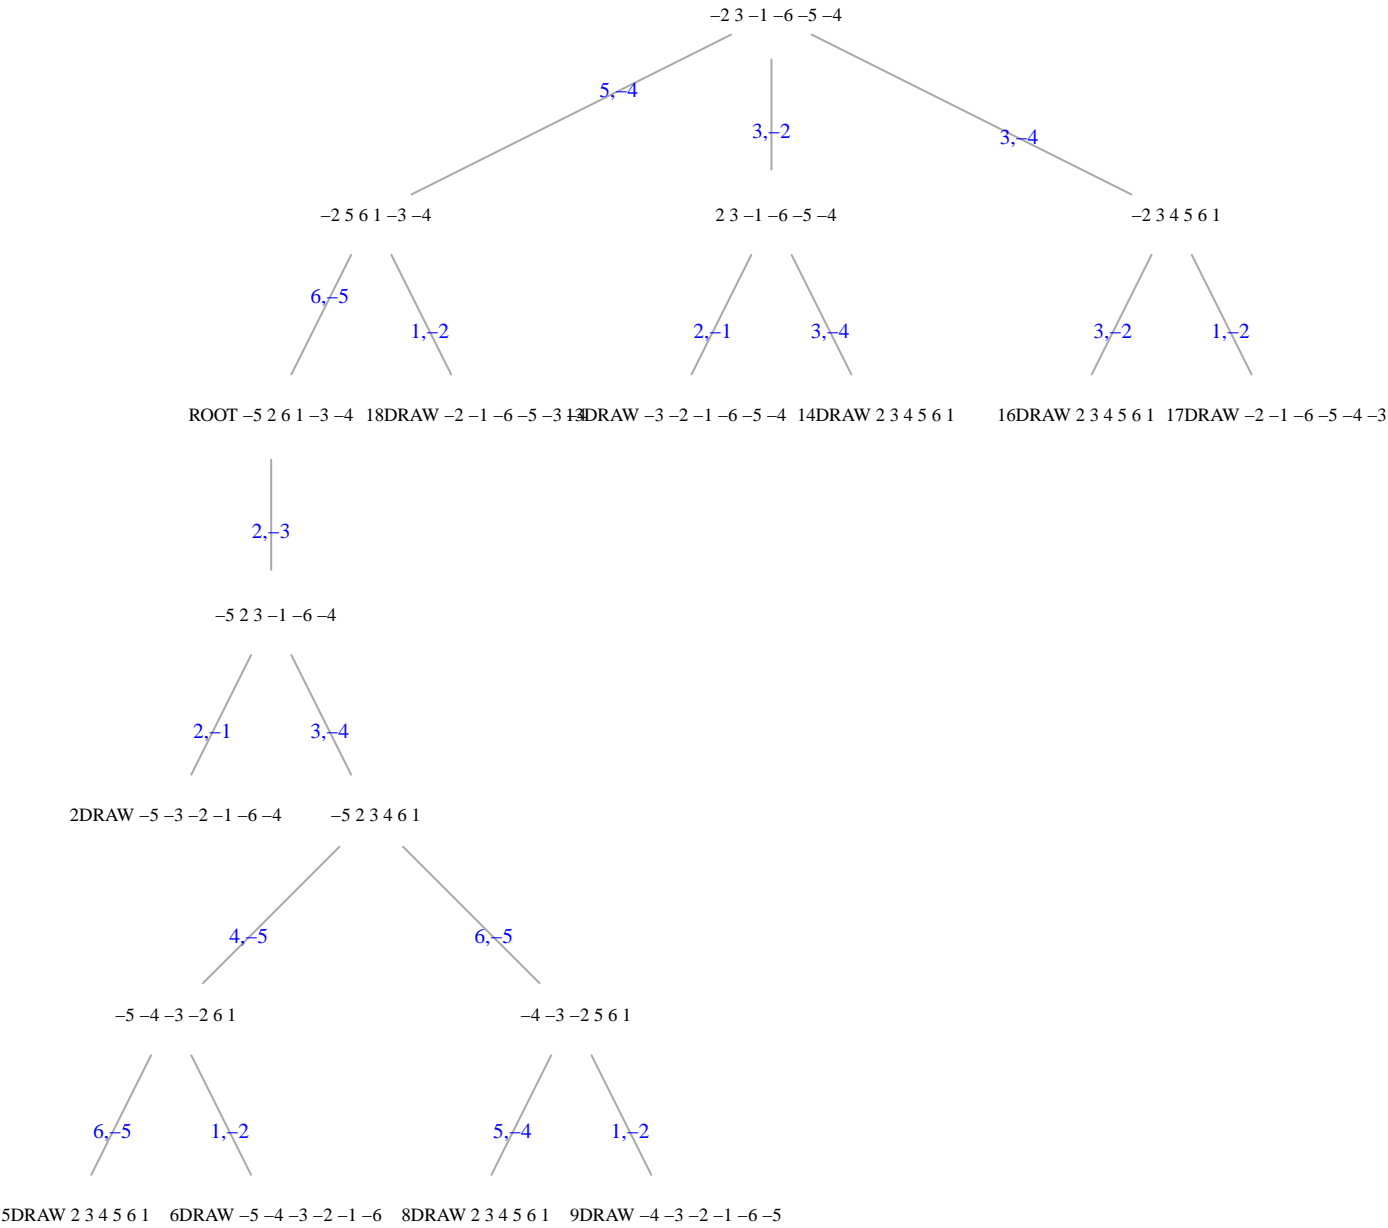 –2 3 –1 –6 –5 –4
5,–4
3,–2
3,–4
–2 5 6 1 –3 –4
2 3 –1 –6 –5 –4
–2 3 4 5 6 1
6,–5
1,–2
2,–1
3,–4
3,–2
1,–2
ROOT –5 2 6 1 –3 –4
18DRAW –2 –1 –6 –5 –3 –4
13DRAW –3 –2 –1 –6 –5 –4
14DRAW 2 3 4 5 6 1
16DRAW 2 3 4 5 6 1
17DRAW –2 –1 –6 –5 –4 –3
2,–3
–5 2 3 –1 –6 –4
2,–1
3,–4
2DRAW –5 –3 –2 –1 –6 –4
–5 2 3 4 6 1
4,–5
6,–5
–5 –4 –3 –2 6 1
–4 –3 –2 5 6 1
6,–5
1,–2
5,–4
1,–2
5DRAW 2 3 4 5 6 1
6DRAW –5 –4 –3 –2 –1 –6
8DRAW 2 3 4 5 6 1
9DRAW –4 –3 –2 –1 –6 –5